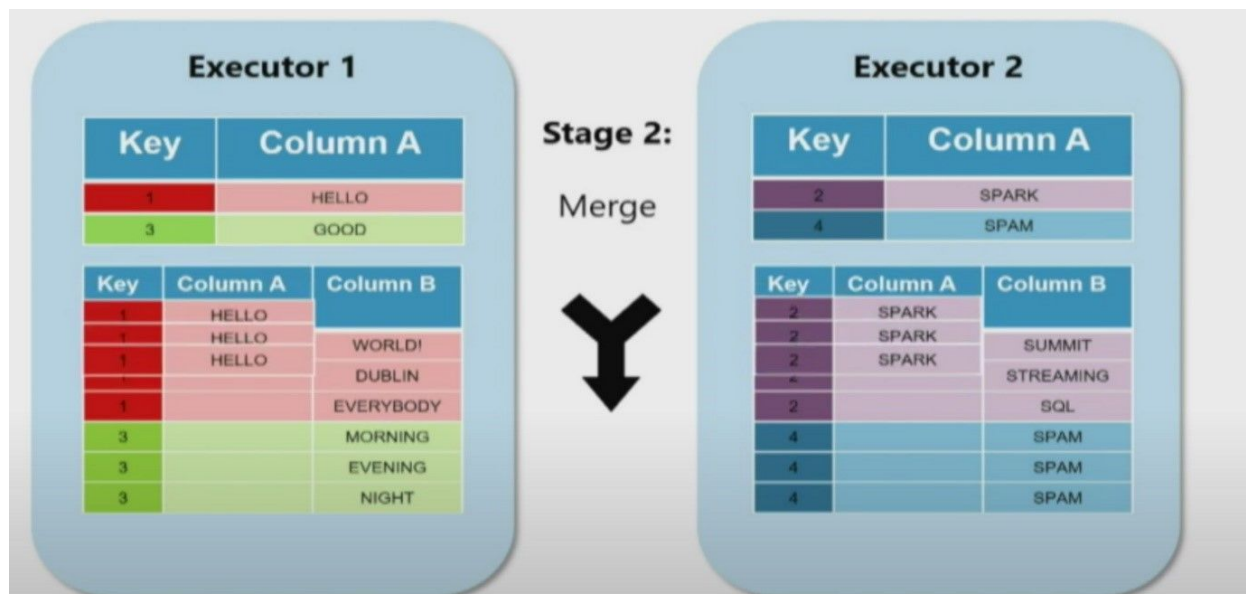 Executor 1
Key Column A
1 HELLO
3 GOOD
Key Column A Column B
1 HELLO
1 HELLO
WORLD!
1 HELLO
DUBLIN
1 EVERYBODY
3 MORNING
3 EVENING
3 NIGHT
Stage 2:
Merge
Executor 2
Key Column A
2 SPARK
4 SPAM
Key Column A Column B
2 SPARK
2 SPARK
SUMMIT
2 SPARK
STREAMING
2 SQL
4 SPAM
4 SPAM
4 SPAM